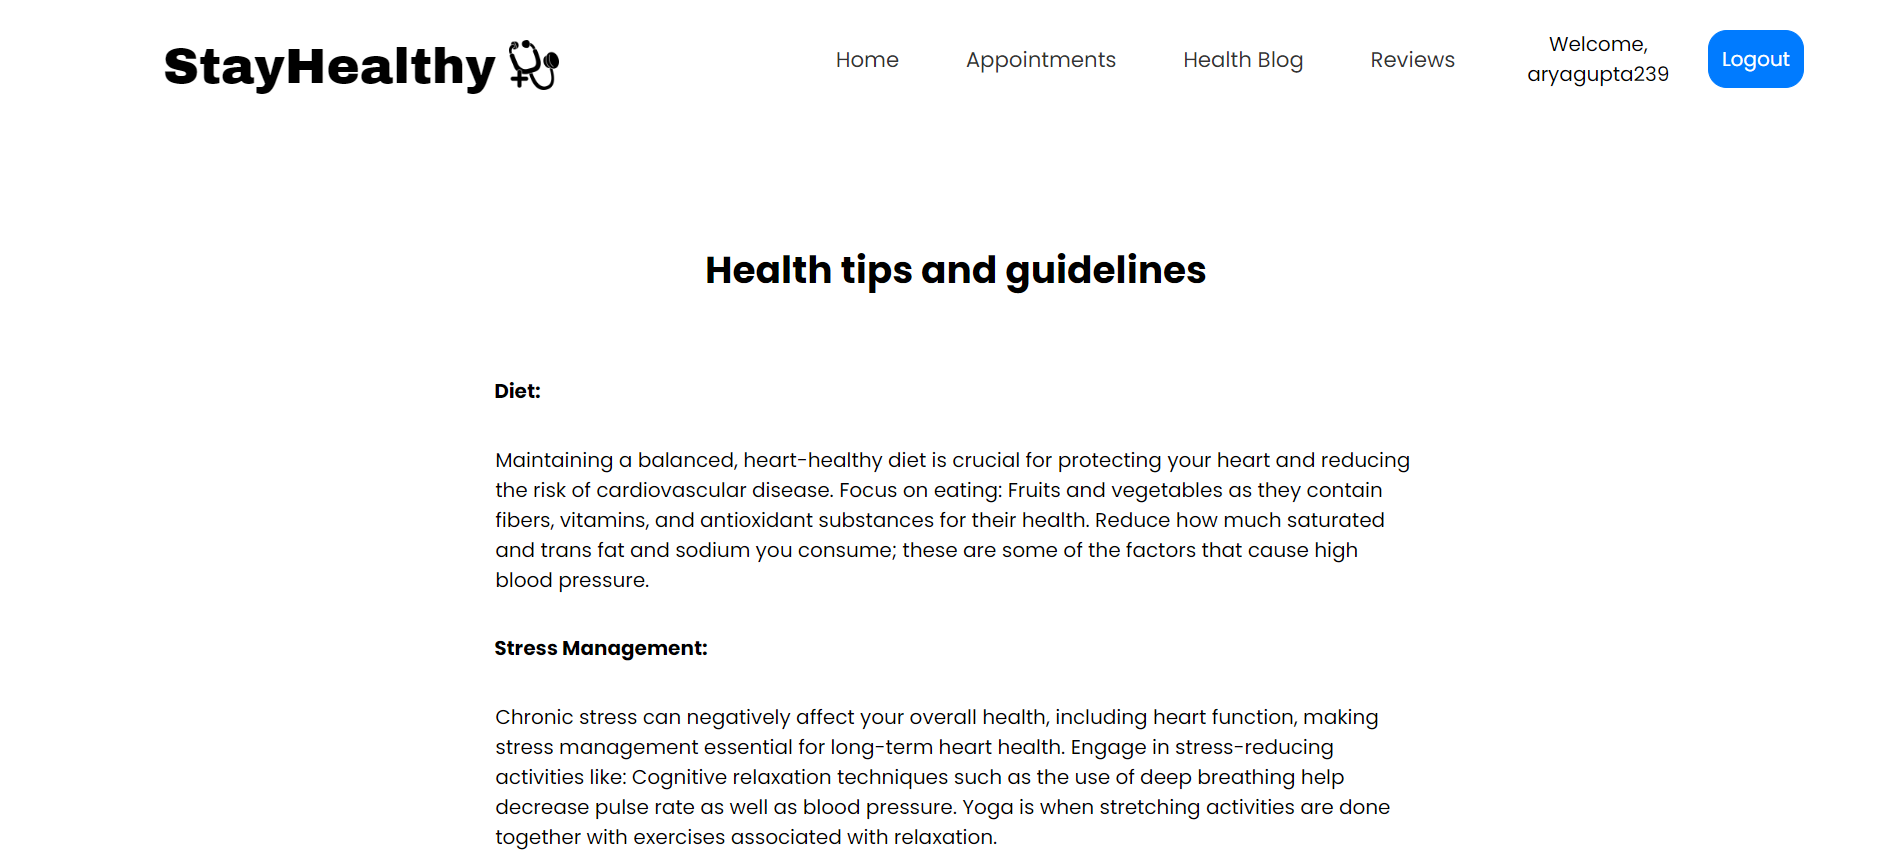 StayHealthy
Home
Appointments
Health Blog
Reviews
Welcome,
aryagupta239
Logout
Health tips and guidelines
Diet:
Maintaining a balanced, heart-healthy diet is crucial for protecting your heart and reducing
the risk of cardiovascular disease. Focus on eating: Fruits and vegetables as they contain
fibers, vitamins, and antioxidant substances for their health. Reduce how much saturated
and trans fat and sodium you consume; these are some of the factors that cause high
blood pressure.
Stress Management:
Chronic stress can negatively affect your overall health, including heart function, making
stress management essential for long-term heart health. Engage in stress-reducing
activities like: Cognitive relaxation techniques such as the use of deep breathing help
decrease pulse rate as well as blood pressure. Yoga is when stretching activities are done
together with exercises associated with relaxation.